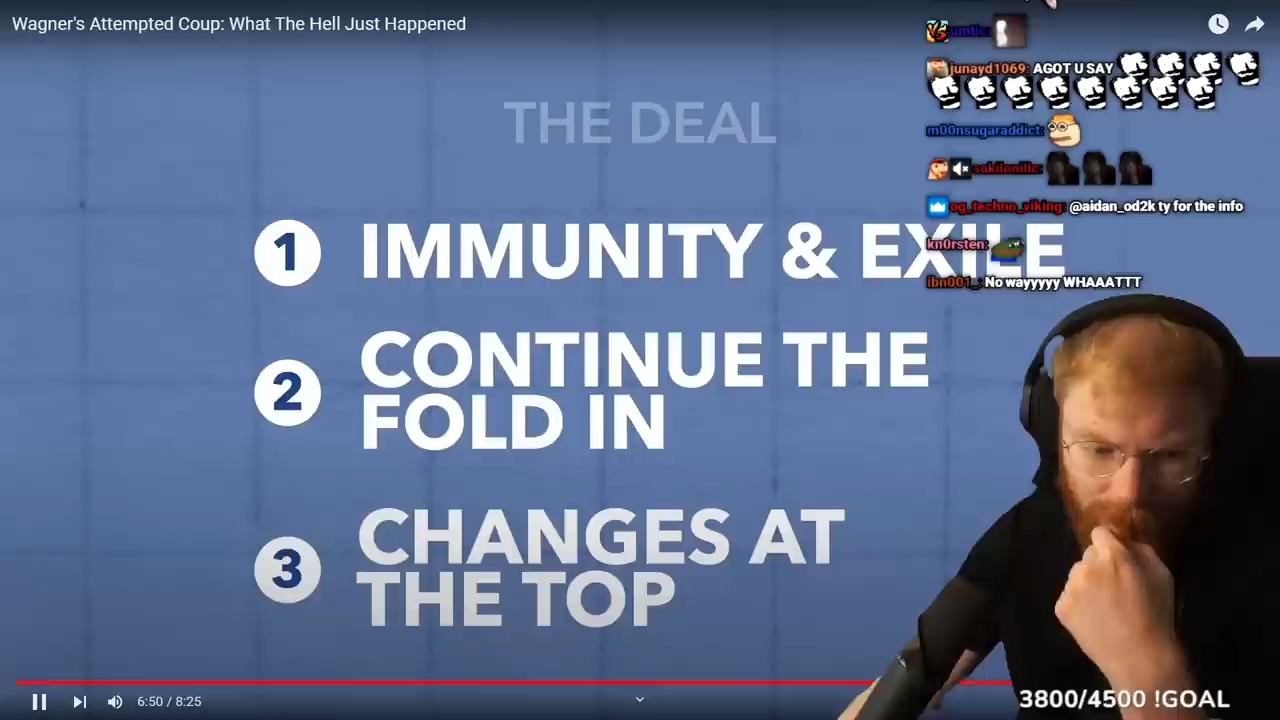 Wagner's Attempted Coup: What The Hell Just Happened
umtic:
junayd1069: AGOT U SAY
m00nsugaraddict:
og_techno_viking: @aidan_od2k ty for the info
kn0rsten:
No wayyyyy WHAAATTT
THE DEAL
1 IMMUNITY & EXILE
2 CONTINUE THE
FOLD IN
3 CHANGES AT
THE TOP
6:50 / 8:25
3800/4500 !GOAL